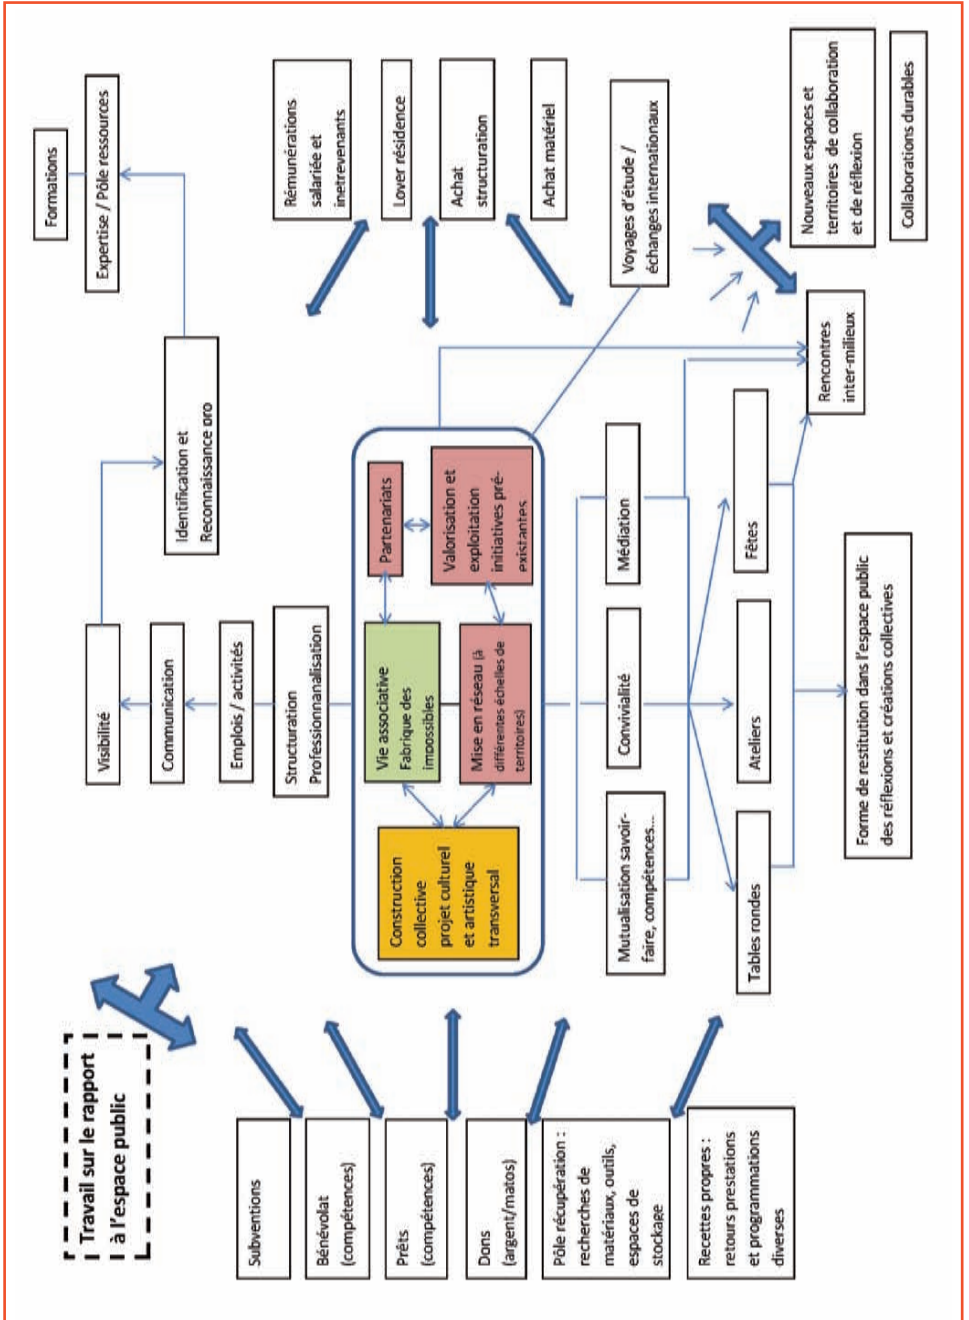 Travail sur le rapport
à l'espace public
Subventions
Bénévolat
(compétences)
Prêts
(compétences)
Dons
(argent/matos)
Pôle récupération :
recherches de
matériaux, outils,
espaces de
stockage
Recettes propres :
retours prestations
et programmations
diverses
Visibilité
Communication
Emplois / activités
Structuration
Professionnanalisation
Construction
collective
projet culturel
et artistique
transversal
Vie associative
Fabrique des
impossibles
Mise en réseau (à
différentes échelles de
territoires)
Partenariats
Valorisation et
exploitation
initiatives pré-
existantes
Mutualisation savoir-
faire, compétences...
Convivialité
Médiation
Tables rondes
Ateliers
Fêtes
Forme de restitution dans l'espace public
des réflexions et créations collectives
Identification et
Reconnaissance pro
Formations
Expertise / Pôle ressources
Rémunérations
salariée et
inetrevenants
Lover résidence
Achat
structuration
Achat matériel
Voyages d'étude /
échanges internationaux
Rencontres
inter-milieux
Nouveaux espaces et
territoires de collaboration
et de réflexion
Collaborations durables